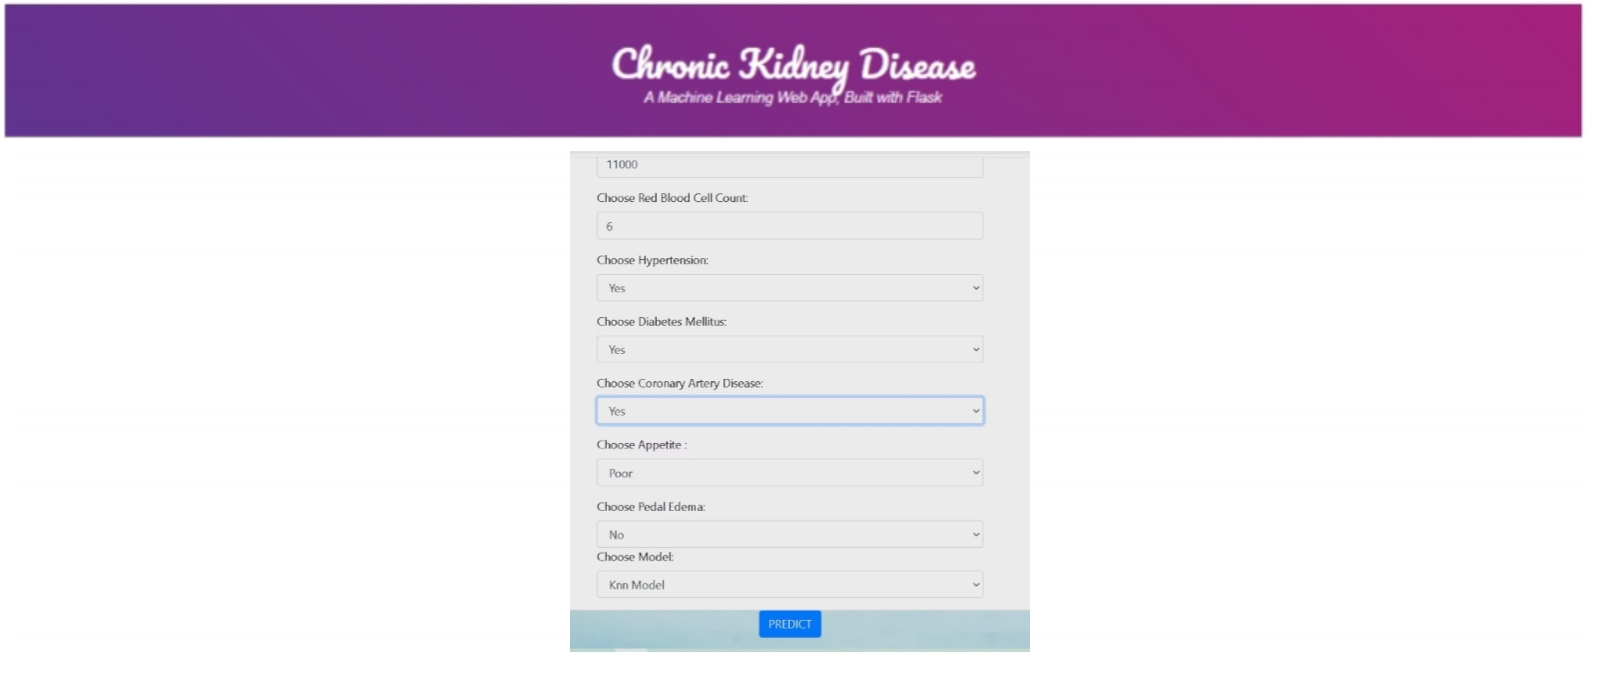 Chronic Kidney Disease
A Machine Learning Web App, Built with Flask
11000
Choose Red Blood Cell Count:
6
Choose Hypertension:
Yes
Choose Diabetes Mellitus:
Yes
Choose Coronary Artery Disease:
Yes
Choose Appetite :
Poor
Choose Pedal Edema:
No
Choose Model:
Knn Model
PREDICT